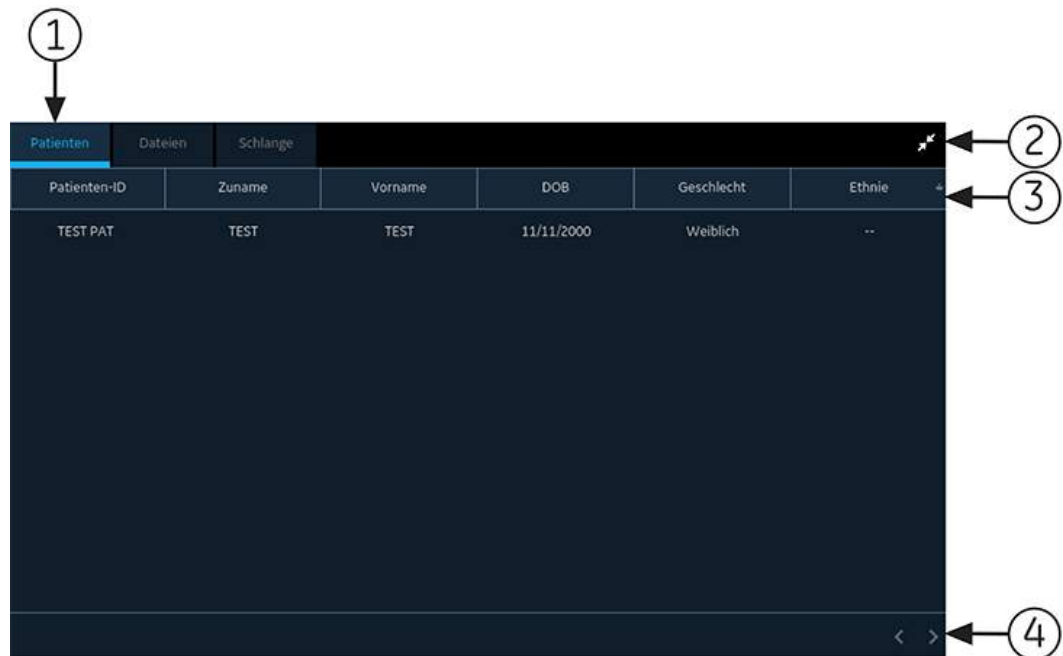 1
Patienten Dateien Schlange
2
Patienten-ID Zuname Vorname DOB Geschlecht Ethnie
3
TEST PAT TEST TEST 11/11/2000 Weiblich --
4